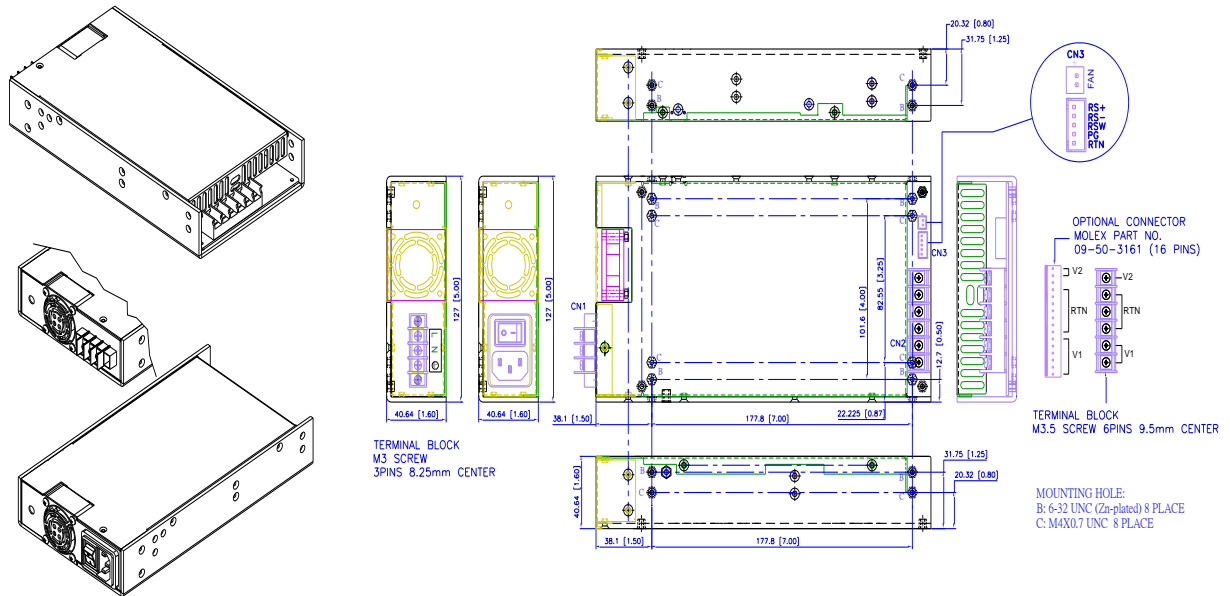 20.32 [0.80]
31.75 [1.25]
C
B
C
B
CN3
FAN
RS+
RS-
RSW
PG
RTN
127 [5.00]
L
N
G
40.64 [1.60]
127 [5.00]
40.64 [1.60]
CN1
B
C
B
C
CN3
101.6 [4.00]
82.55 [3.25]
CN2
12.7 [0.50]
C
B
C
B
38.1 [1.50]
177.8 [7.00]
22.225 [0.87]
OPTIONAL CONNECTOR
MOLEX PART NO.
09-50-3161 (16 PINS)
V2
RTN
V1
V2
RTN
V1
TERMINAL BLOCK
M3.5 SCREW 6PINS 9.5mm CENTER
TERMINAL BLOCK
M3 SCREW
3PINS 8.25mm CENTER
40.64 [1.60]
B
C
B
C
31.75 [1.25]
20.32 [0.80]
38.1 [1.50]
177.8 [7.00]
MOUNTING HOLE:
B: 6-32 UNC (Zn-plated) 8 PLACE
C: M4X0.7 UNC 8 PLACE